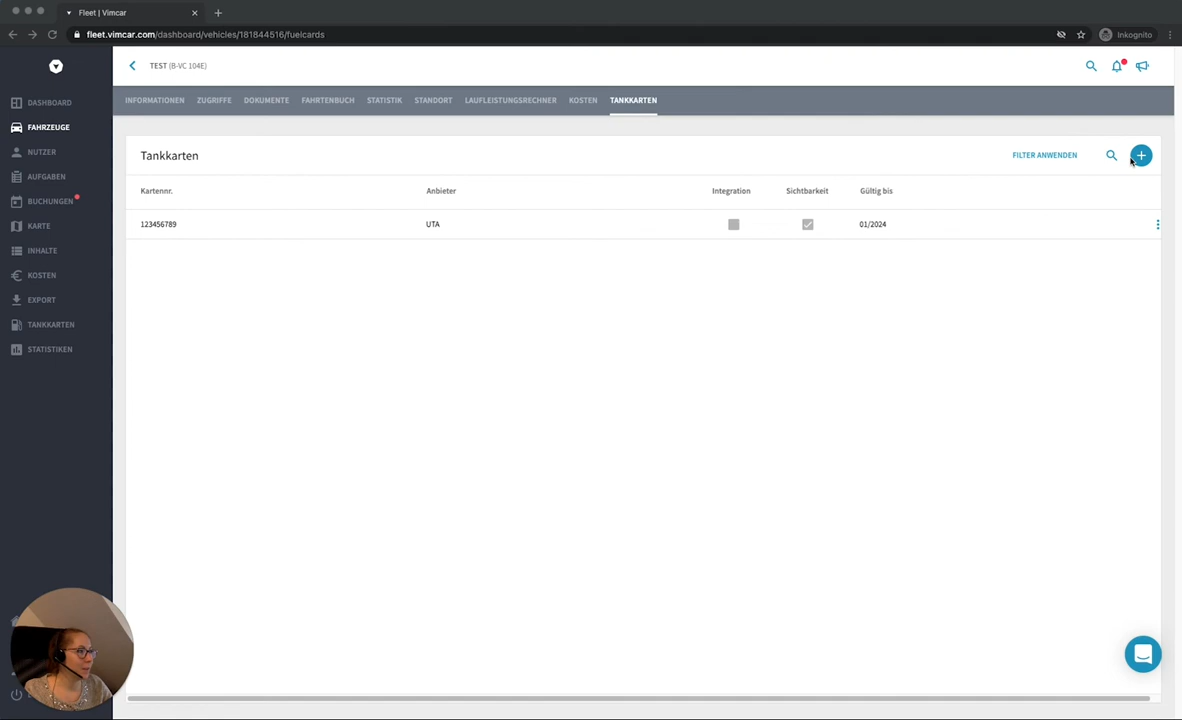 Fleet | Vimcar
fleet.vimcar.com/dashboard/vehicles/181844516/fuelcards
Inkognito
TEST (B-VC 104E)
INFORMATIONEN ZUGRIFFE DOKUMENTE FAHRTENBUCH STATISTIK STANDORT LAUFLEISTUNGSRECHNER KOSTEN TANKKARTEN
DASHBOARD
FAHRZEUGE
NUTZER
AUFGABEN
BUCHUNGEN
KARTE
INHALTE
KOSTEN
EXPORT
TANKKARTEN
STATISTIKEN
Tankkarten
FILTER ANWENDEN
Kartennr. Anbieter Integration Sichtbarkeit Gültig bis
123456789 UTA 01/2024